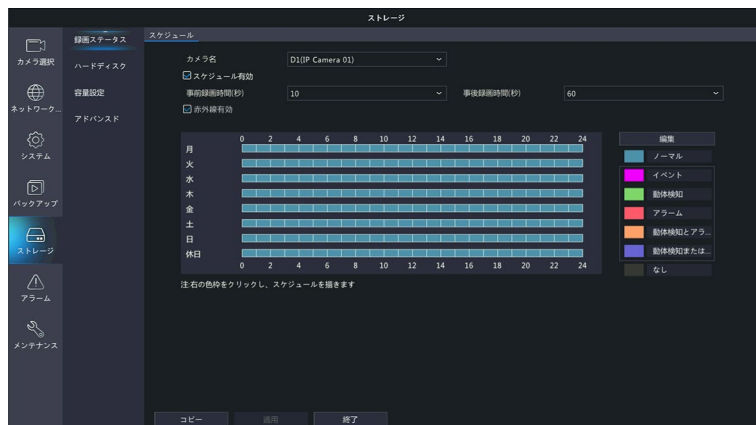 ストレージ
カメラ選択
ネットワーク...
システム
バックアップ
ストレージ
アラーム
メンテナンス
録画ステータス
ハードディスク
容量設定
アドバンスド
スケジュール
カメラ名 D1(IP Camera 01)
スケジュール有効
事前録画時間(秒) 10 事後録画時間(秒) 60
赤外線有効
0 2 4 6 8 10 12 14 16 18 20 22 24
月
火
水
木
金
土
日
休日
0 2 4 6 8 10 12 14 16 18 20 22 24
編集
ノーマル
イベント
動体検知
アラーム
動体検知とアラ...
動体検知または...
なし
注:右の色枠をクリックし、スケジュールを描きます
コピー 適用 終了